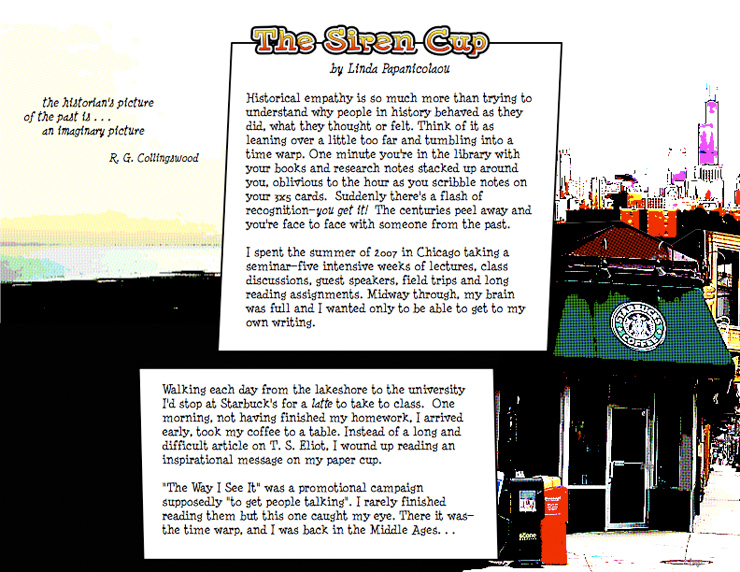 The Siren Cup
by Linda Papanicolaou
the historian's picture
of the past is . . .
an imaginary picture
R. G. Collingswood
Historical empathy is so much more than trying to
understand why people in history behaved as they
did, what they thought or felt. Think of it as
leaning over a little too far and tumbling into a
time warp. One minute you're in the library with
your books and research notes stacked up around
you, oblivious to the hour as you scribble notes on
your 3x5 cards.  Suddenly there's a flash of
recognition—you get it!  The centuries peel away and
you're face to face with someone from the past.
I spent the summer of 2007 in Chicago taking a
seminar—five intensive weeks of lectures, class
discussions, guest speakers, field trips and long
reading assignments. Midway through, my brain
was full and I wanted only to be able to get to my
own writing.
STARBUCKS
COFFEE
Walking each day from the lakeshore to the university
I'd stop at Starbuck's for a latte to take to class.  One
morning, not having finished my homework, I arrived
early, took my coffee to a table. Instead of a long and
difficult article on T. S. Eliot, I wound up reading an
inspirational message on my paper cup.
"The Way I See It" was a promotional campaign
supposedly "to get people talking". I rarely finished
reading them but this one caught my eye. There it was—
the time warp, and I was back in the Middle Ages. . .